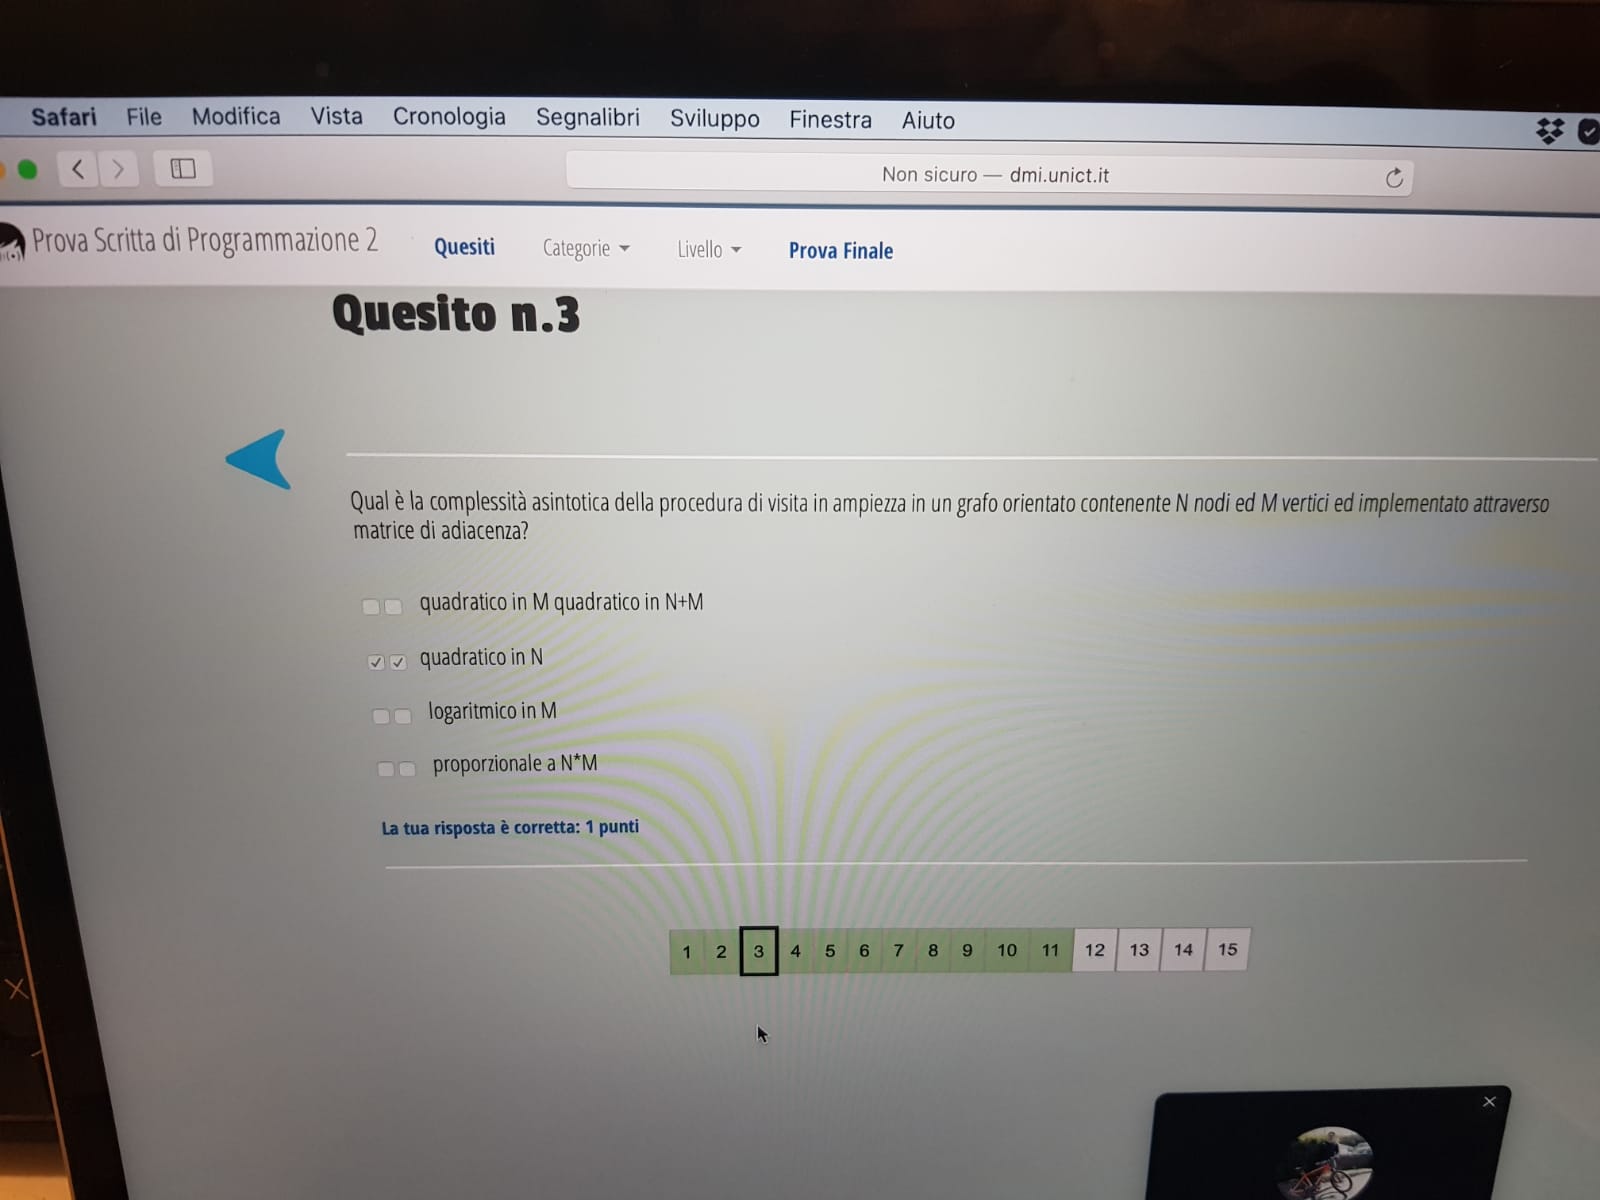 Safari File Modifica Vista Cronologia Segnalibri Sviluppo Finestra Aiuto
Non sicuro — dmi.unict.it
Prova Scritta di Programmazione 2 Quesiti Categorie Livello Prova Finale
Quesito n.3
Qual è la complessità asintotica della procedura di visita in ampiezza in un grafo orientato contenente N nodi ed M vertici ed implementato attraverso
matrice di adiacenza?
quadratico in M quadratico in N+M
quadratico in N
logaritmico in M
proporzionale a N*M
La tua risposta è corretta: 1 punti
1 2 3 4 5 6 7 8 9 10 11 12 13 14 15